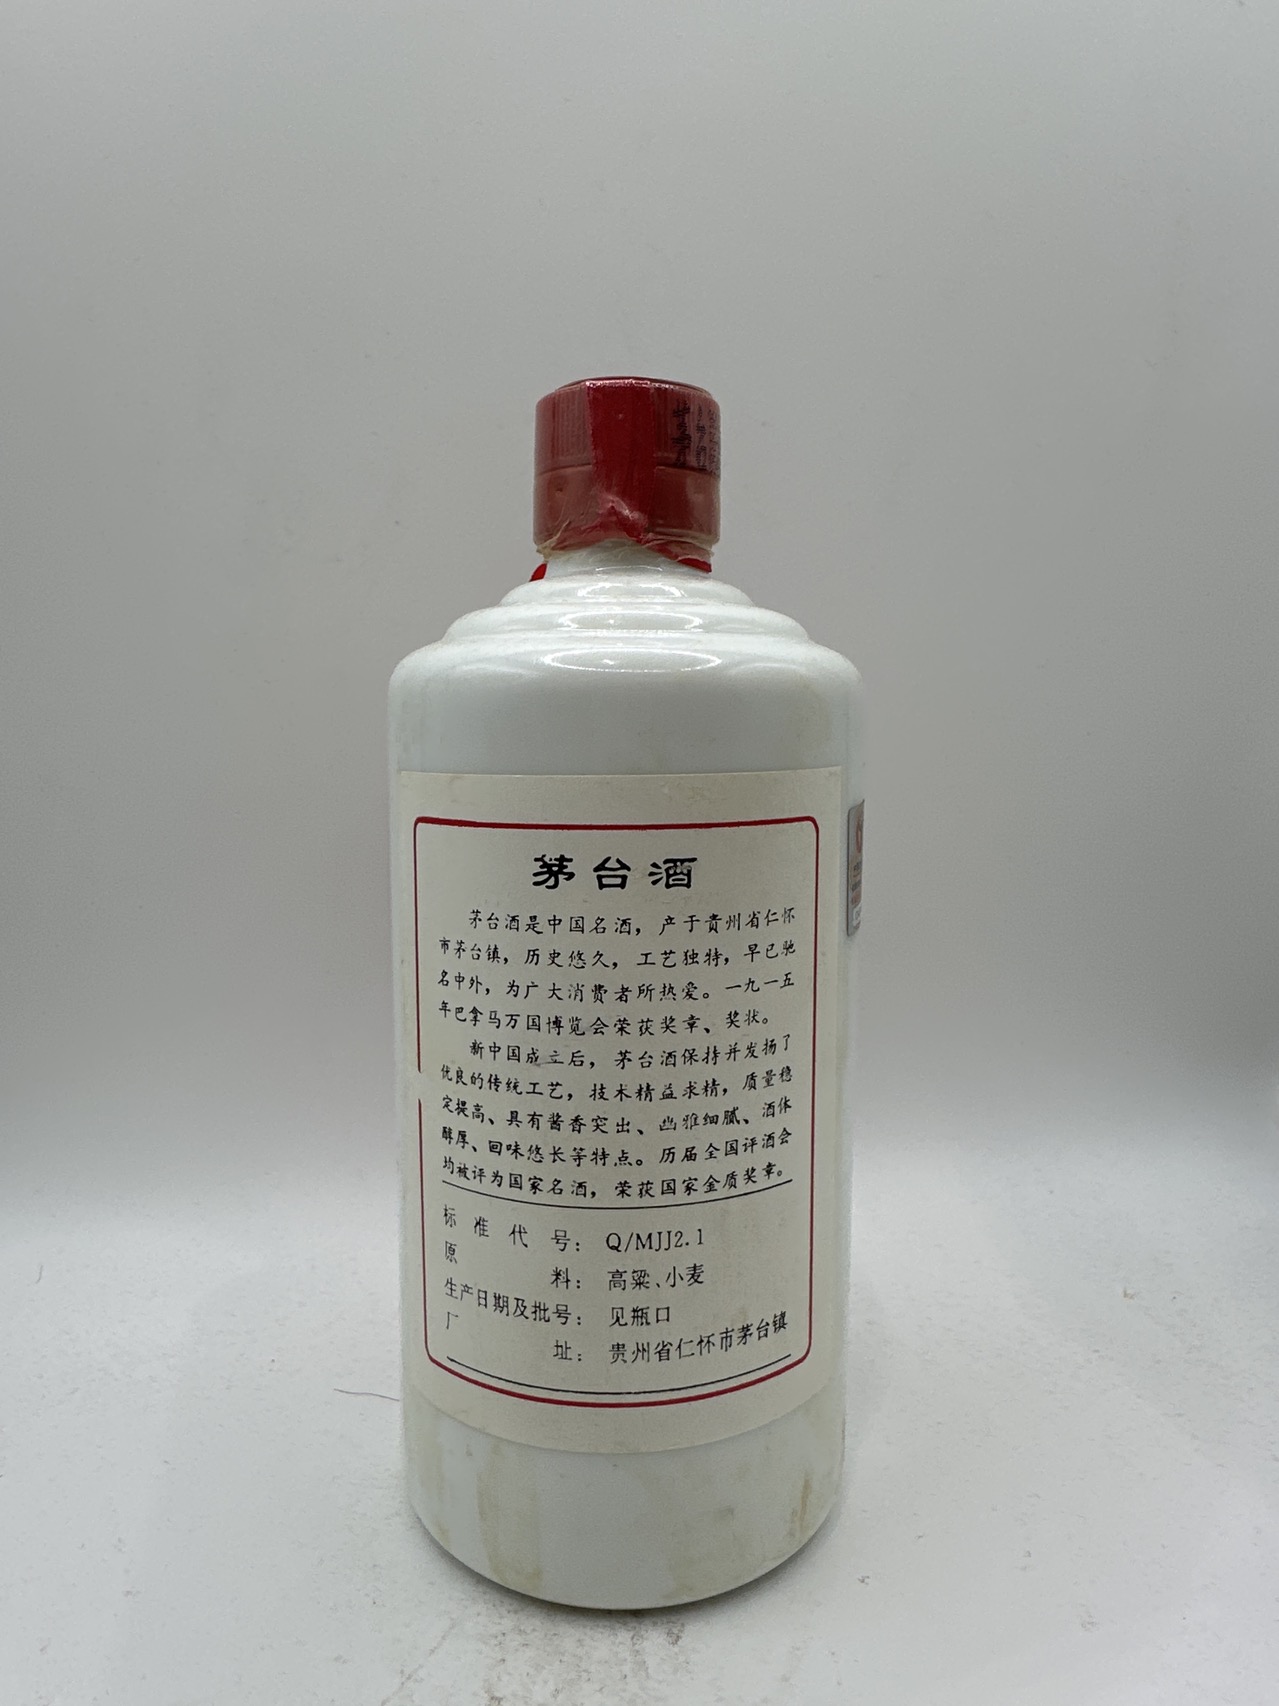 茅台酒
茅台酒是中国名酒，产于贵州省仁怀
市茅台镇，历史悠久，工艺独特，早已驰
名中外，为广大消费者所热爱。一九一五
年巴拿马万国博览会荣获奖章、奖状。
新中国成立后，茅台酒保持并发扬了
优良的传统工艺，技术精益求精，质量稳
定提高、具有酱香突出、幽雅细腻、酒体
醇厚、回味悠长等特点。历届全国评酒会
均被评为国家名酒，荣获国家金质奖章。
标准代号：Q/MJJ2.1
原料：高粱、小麦
生产日期及批号：见瓶口
厂址：贵州省仁怀市茅台镇